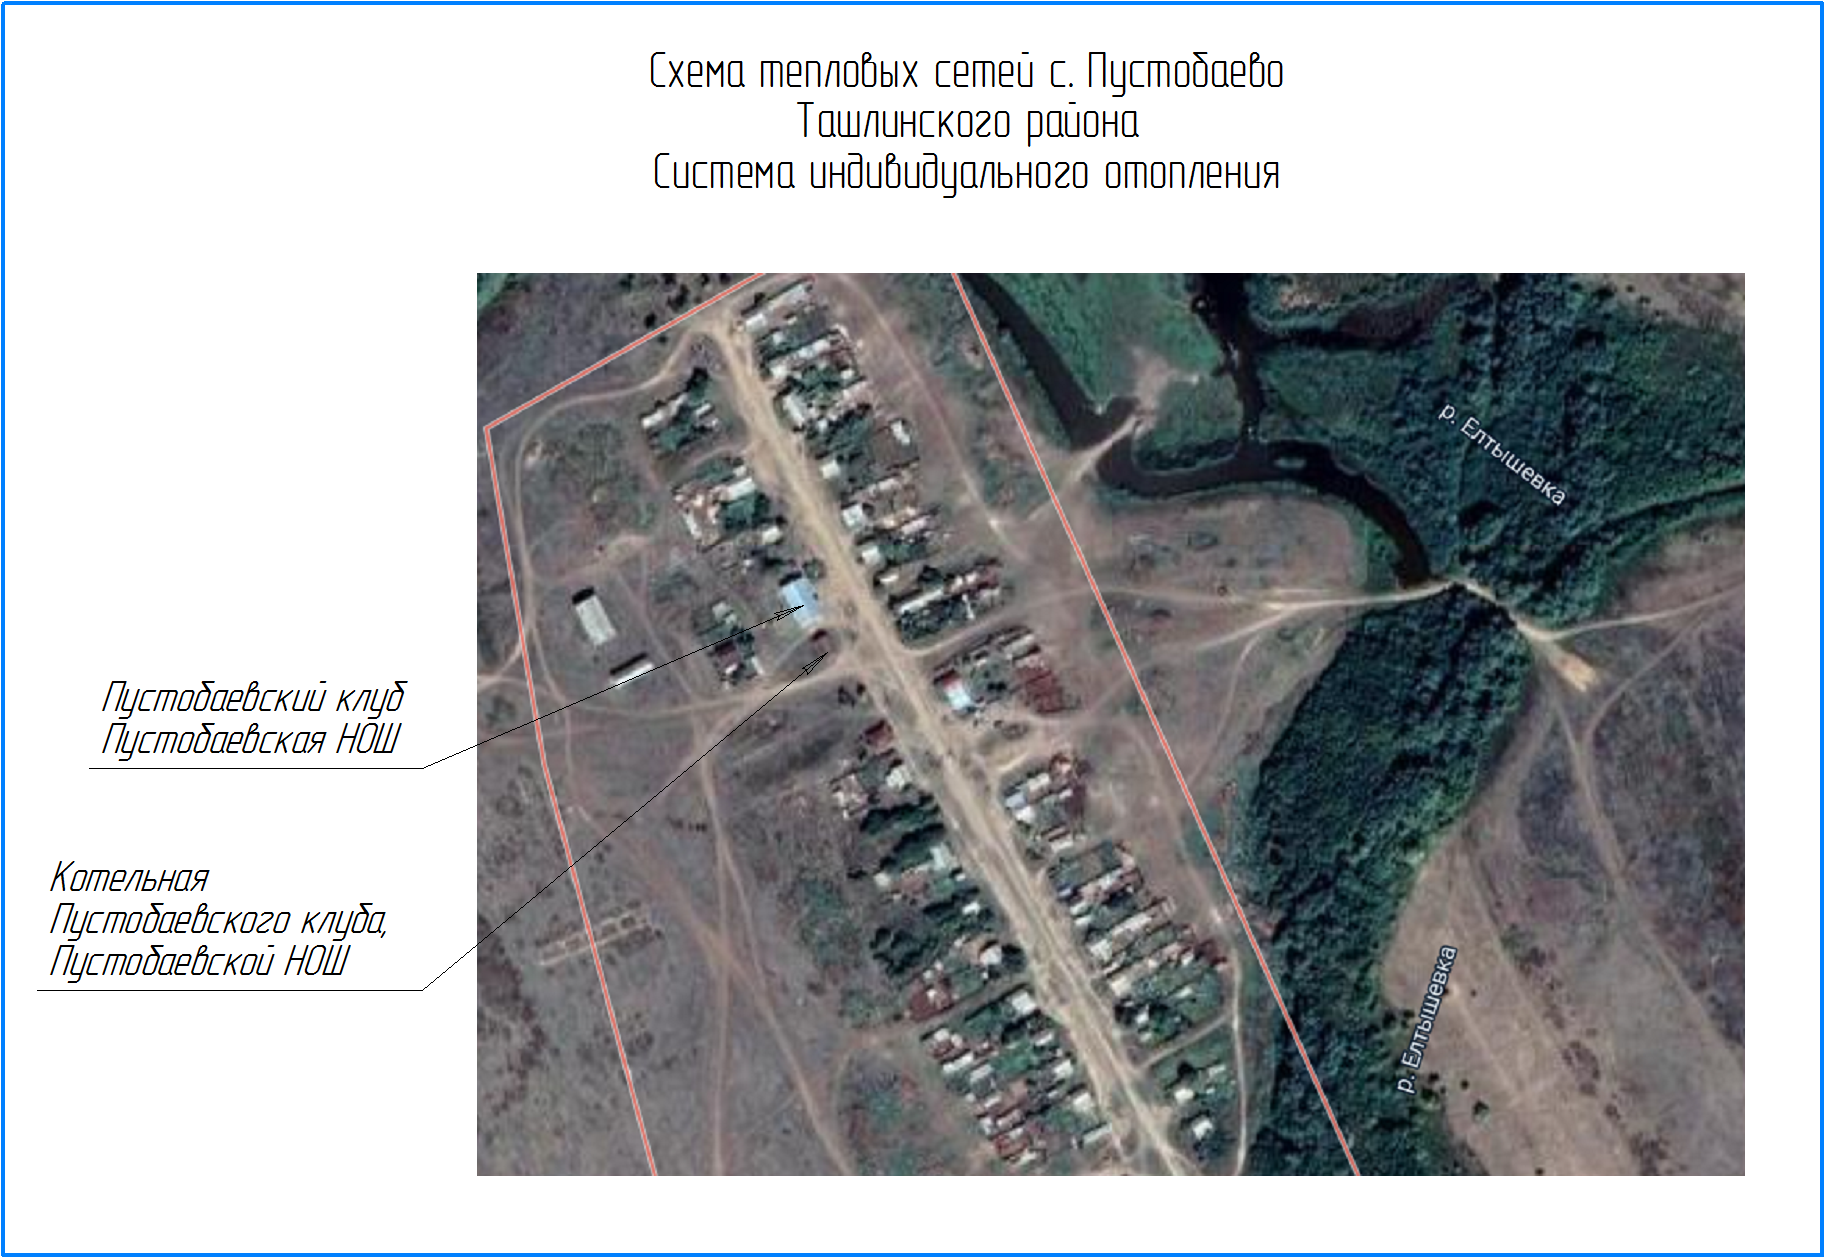 Схема тепловых сетей с. Пустобаево
Ташлинского района
Система индивидуального отопления
р. Елтышевка
Пустобаевский клуб
Пустобаевская НОШ
Котельная
Пустобаевского клуба,
Пустобаевской НОШ
р. Елтышевка